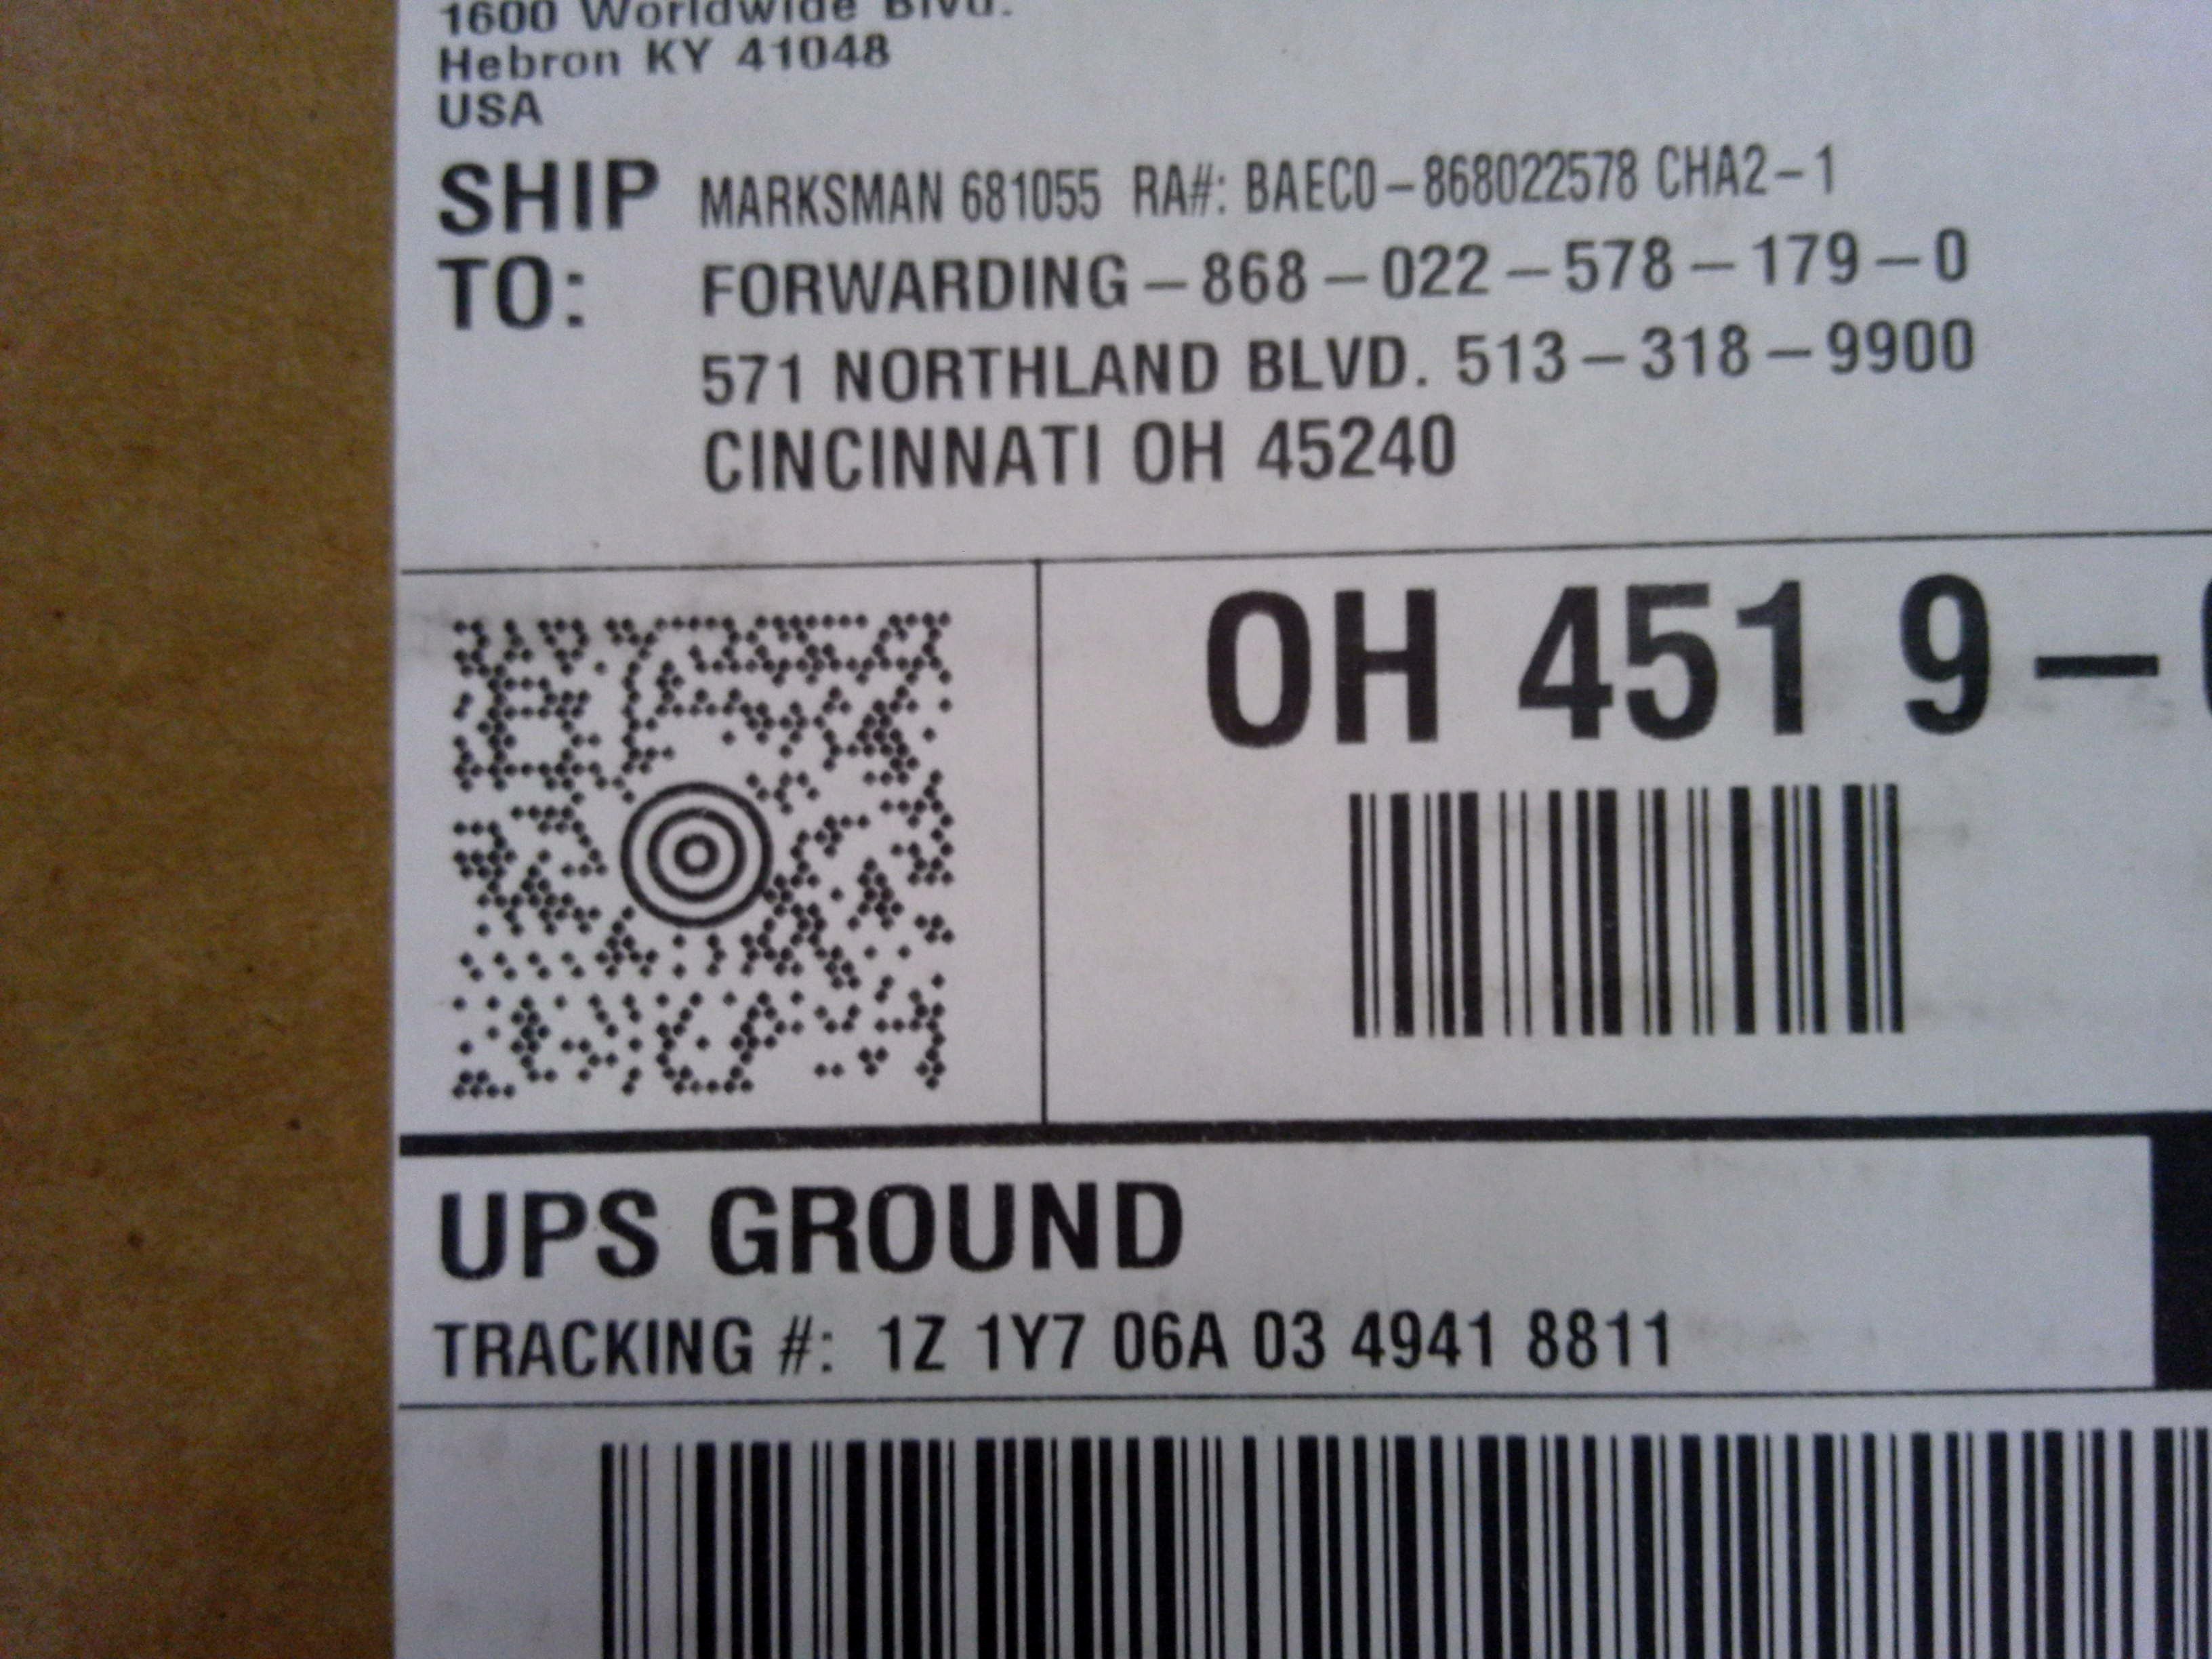 1600 Worldwide Blvd.
Hebron KY 41048
USA
SHIP TO:
MARKSMAN 681055 RA#: BAEC0-868022578 CHA2-1
FORWARDING-868-022-578-179-0
571 NORTHLAND BLVD. 513-318-9900
CINCINNATI OH 45240
OH 451 9-
UPS GROUND
TRACKING #: 1Z 1Y7 06A 03 4941 8811